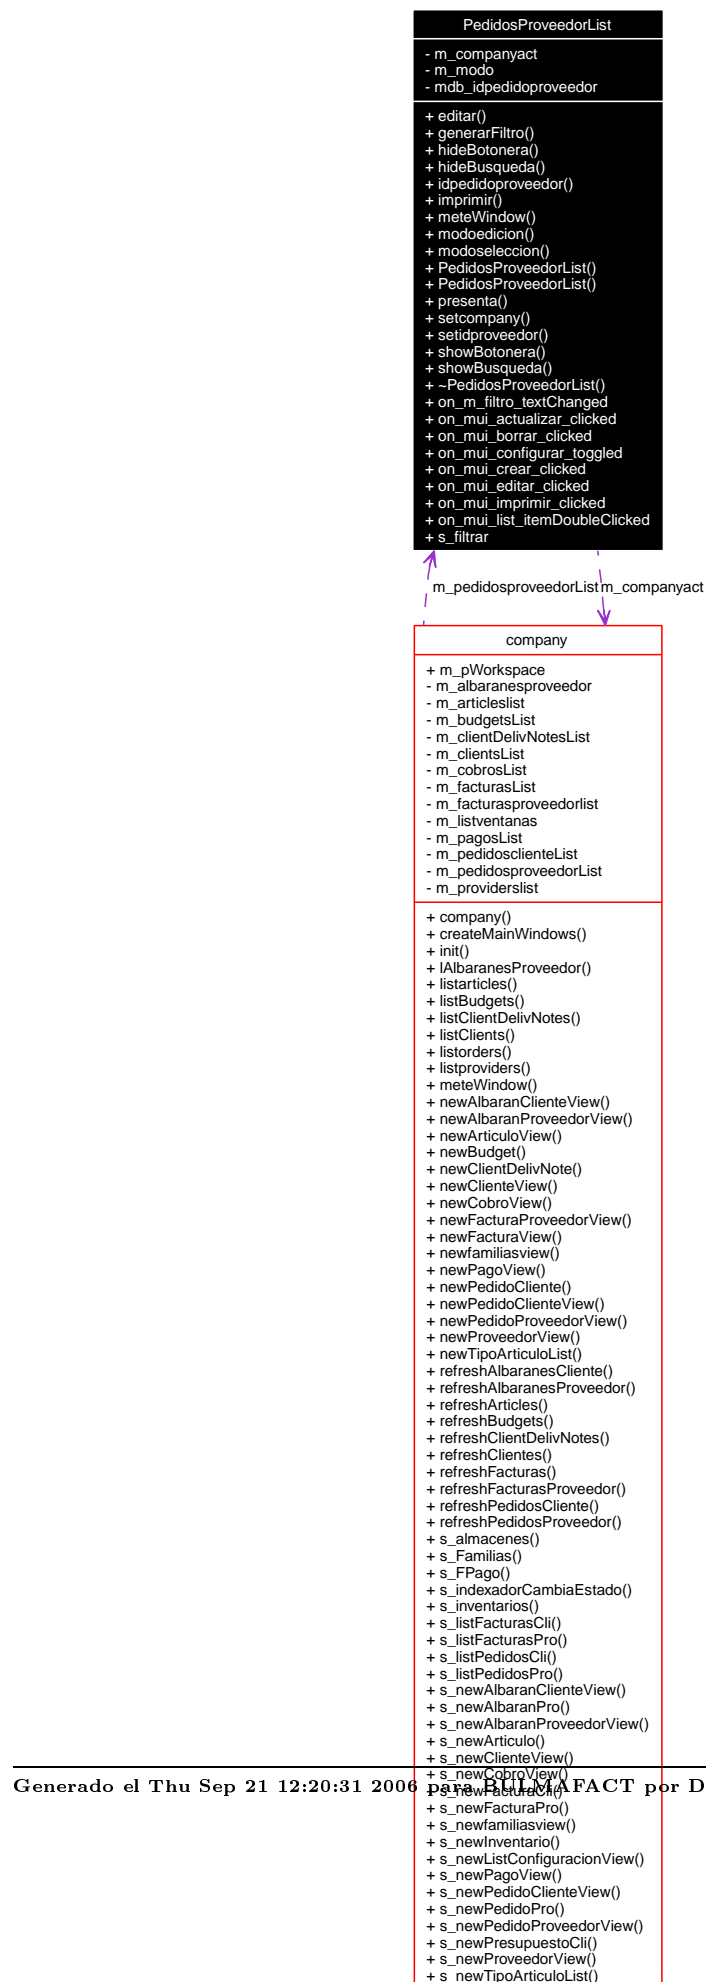 PedidosProveedorList
- m_companyact
- m_modo
- mdb_idpedidoproveedor
+ editar()
+ generarFiltro()
+ hideBotonera()
+ hideBusqueda()
+ idpedidoproveedor()
+ imprimir()
+ meteWindow()
+ modoedicion()
+ modoseleccion()
+ PedidosProveedorList()
+ PedidosProveedorList()
+ presenta()
+ setcompany()
+ setidproveedor()
+ showBotonera()
+ showBusqueda()
+ ~PedidosProveedorList()
+ on_m_filtro_textChanged
+ on_mui_actualizar_clicked
+ on_mui_borrar_clicked
+ on_mui_configurar_toggled
+ on_mui_crear_clicked
+ on_mui_editar_clicked
+ on_mui_imprimir_clicked
+ on_mui_list_itemDoubleClicked
+ s_filtrar
m_pedidosproveedorList m_companyact
company
+ m_pWorkspace
- m_albaranesproveedor
- m_articleslist
- m_budgetsList
- m_clientDelivNotesList
- m_clientsList
- m_cobrosList
- m_facturasList
- m_facturasproveedorlist
- m_listventanas
- m_pagosList
- m_pedidosclienteList
- m_pedidosproveedorList
- m_providerslist
+ company()
+ createMainWindows()
+ init()
+ lAlbaranesProveedor()
+ listarticles()
+ listBudgets()
+ listClientDelivNotes()
+ listClients()
+ listorders()
+ listproviders()
+ meteWindow()
+ newAlbaranClienteView()
+ newAlbaranProveedorView()
+ newArticuloView()
+ newBudget()
+ newClientDelivNote()
+ newClienteView()
+ newCobroView()
+ newFacturaProveedorView()
+ newFacturaView()
+ newfamiliasview()
+ newPagoView()
+ newPedidoCliente()
+ newPedidoClienteView()
+ newPedidoProveedorView()
+ newProveedorView()
+ newTipoArticuloList()
+ refreshAlbaranesCliente()
+ refreshAlbaranesProveedor()
+ refreshArticles()
+ refreshBudgets()
+ refreshClientDelivNotes()
+ refreshClientes()
+ refreshFacturas()
+ refreshFacturasProveedor()
+ refreshPedidosCliente()
+ refreshPedidosProveedor()
+ s_almacenes()
+ s_Familias()
+ s_FPago()
+ s_indexadorCambiaEstado()
+ s_inventarios()
+ s_listFacturasCli()
+ s_listFacturasPro()
+ s_listPedidosCli()
+ s_listPedidosPro()
+ s_newAlbaranClienteView()
+ s_newAlbaranPro()
+ s_newAlbaranProveedorView()
+ s_newArticulo()
+ s_newClienteView()
+ s_newCobroView()
Generado el Thu Sep 21 12:20:31 2006 para BULMAFACT por D
+ s_newFacturaCli()
+ s_newFacturaPro()
+ s_newfamiliasview()
+ s_newInventario()
+ s_newListConfiguracionView()
+ s_newPagoView()
+ s_newPedidoClienteView()
+ s_newPedidoPro()
+ s_newPedidoProveedorView()
+ s_newPresupuestoCli()
+ s_newProveedorView()
+ s_newTipoArticuloList()